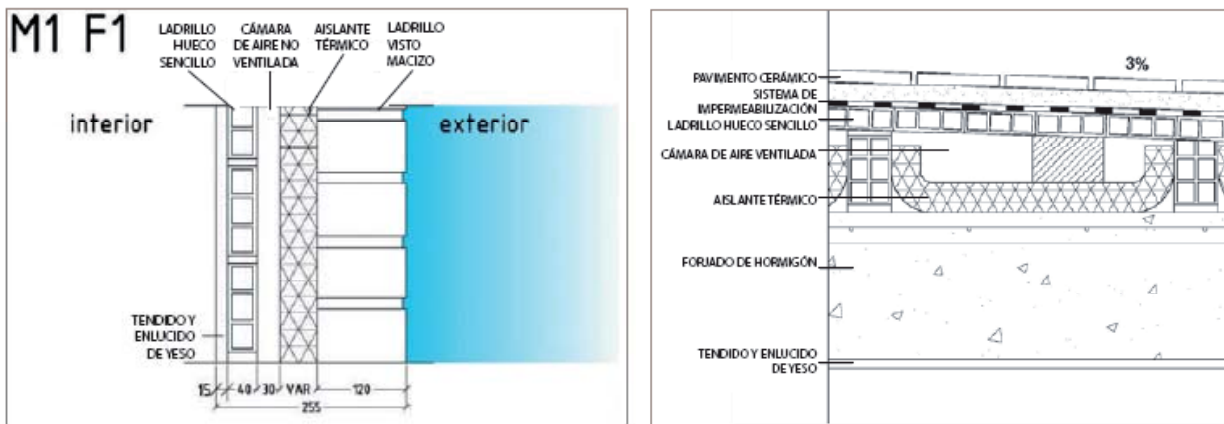 M1 F1
LADRILLO
HUECO
SENCILLO
CÁMARA
DE AIRE NO
VENTILADA
AISLANTE
TÉRMICO
LADRILLO
VISTO
MACIZO
interior
exterior
TENDIDO Y
ENLUCIDO
DE YESO
15 40 30 VAR 120
255
3%
PAVIMENTO CERÁMICO
SISTEMA DE
IMPERMEABILIZACIÓN
LADRILLO HUECO SENCILLO
CÁMARA DE AIRE VENTILADA
AISLANTE TÉRMICO
FORJADO DE HORMIGÓN
TENDIDO Y ENLUCIDO
DE YESO